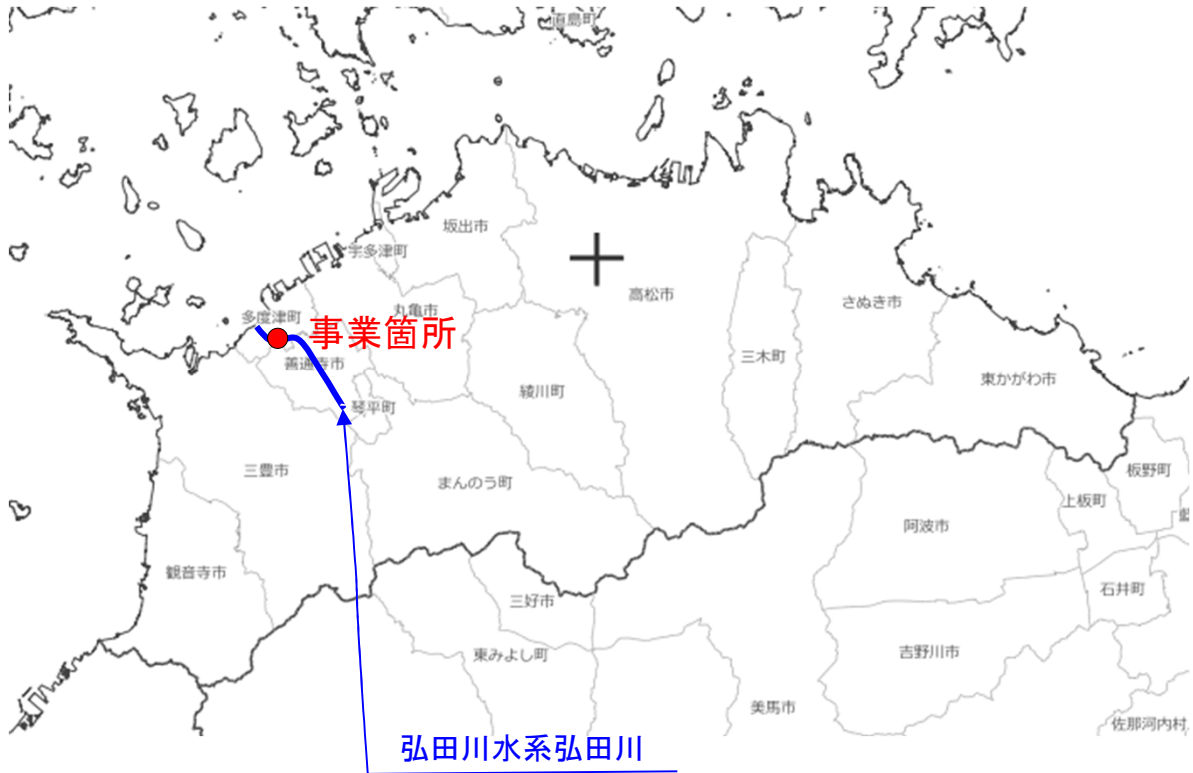 直島町
坂出市
宇多津町
高松市
さぬき市
丸亀市
多度津町
事業箇所
善通寺市
三木町
東かがわ市
綾川町
琴平町
三豊市
まんのう町
板野町
上板町
阿波市
観音寺市
石井町
三好市
東みよし町
吉野川市
美馬市
佐那河内村
弘田川水系弘田川